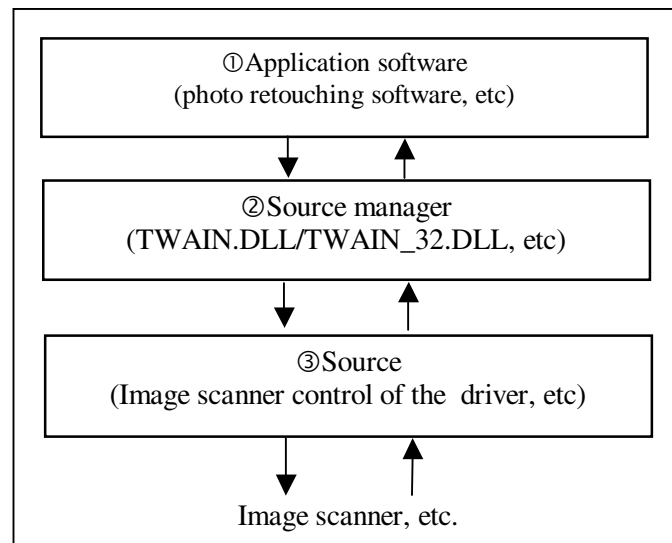 ①Application software
(photo retouching software, etc)
②Source manager
(TWAIN.DLL/TWAIN_32.DLL, etc)
③Source
(Image scanner control of the driver, etc)
Image scanner, etc.